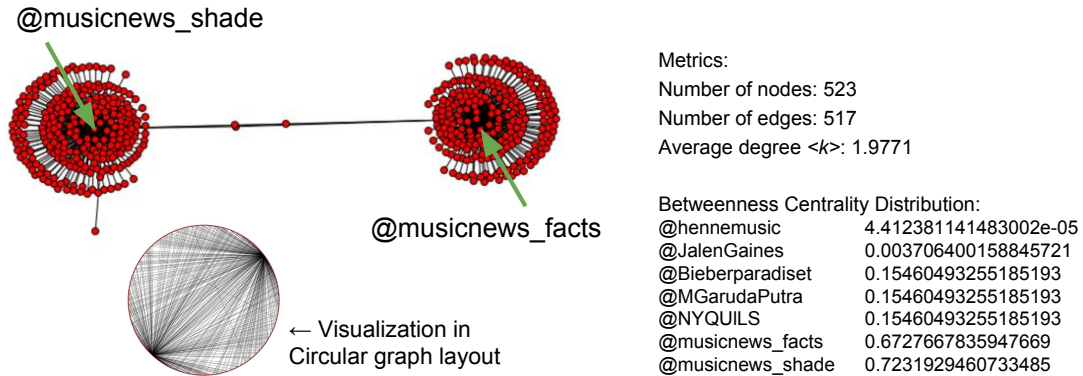 @musicnews_shade
@musicnews_facts
← Visualization in
Circular graph layout
Metrics:
Number of nodes: 523
Number of edges: 517
Average degree <k>: 1.9771
Betweenness Centrality Distribution:
@hennemusic 4.412381141483002e-05
@JalenGaines 0.003706400158845721
@Bieberparadiset 0.15460493255185193
@MGarudaPutra 0.15460493255185193
@NYQUILS 0.15460493255185193
@musicnews_facts 0.6727667835947669
@musicnews_shade 0.7231929460733485